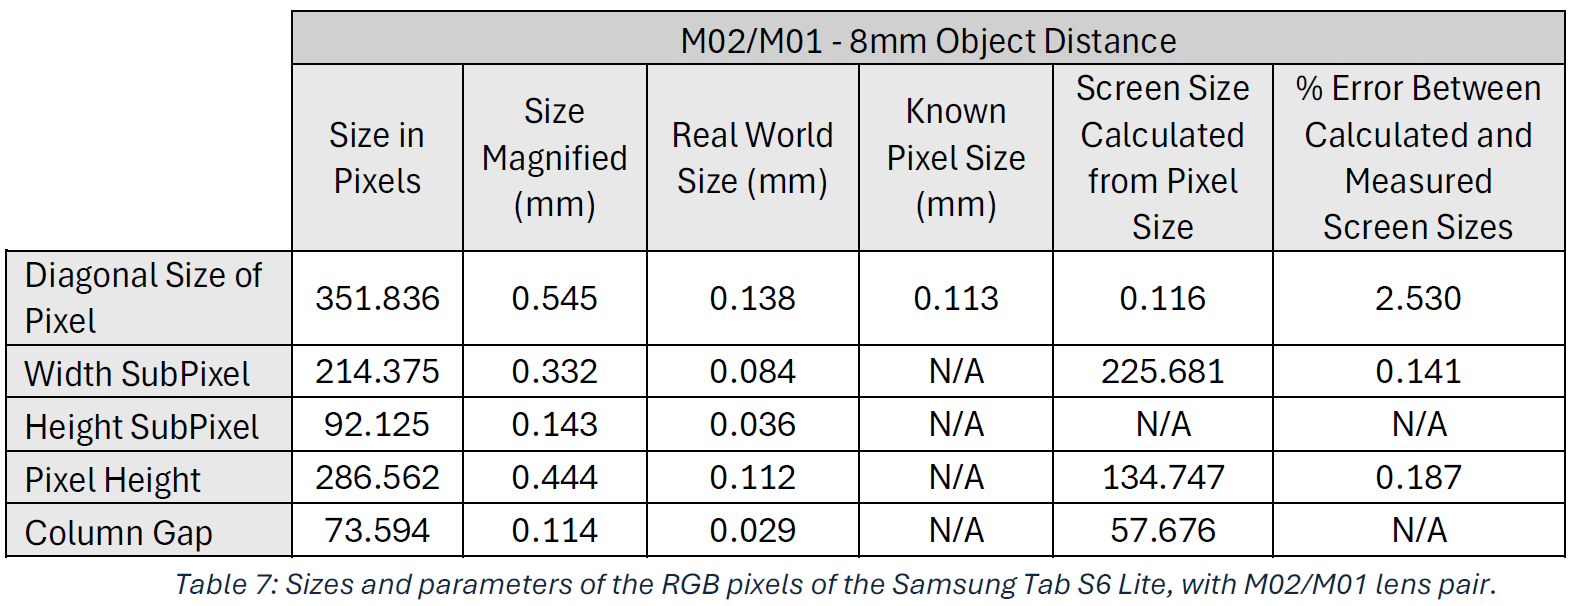 M02/M01 - 8mm Object Distance
Size in Pixels | Size Magnified (mm) | Real World Size (mm) | Known Pixel Size (mm) | Screen Size Calculated from Pixel Size | % Error Between Calculated and Measured Screen Sizes
Diagonal Size of Pixel | 351.836 | 0.545 | 0.138 | 0.113 | 0.116 | 2.530
Width SubPixel | 214.375 | 0.332 | 0.084 | N/A | 225.681 | 0.141
Height SubPixel | 92.125 | 0.143 | 0.036 | N/A | N/A | N/A
Pixel Height | 286.562 | 0.444 | 0.112 | N/A | 134.747 | 0.187
Column Gap | 73.594 | 0.114 | 0.029 | N/A | 57.676 | N/A
Table 7: Sizes and parameters of the RGB pixels of the Samsung Tab S6 Lite, with M02/M01 lens pair.